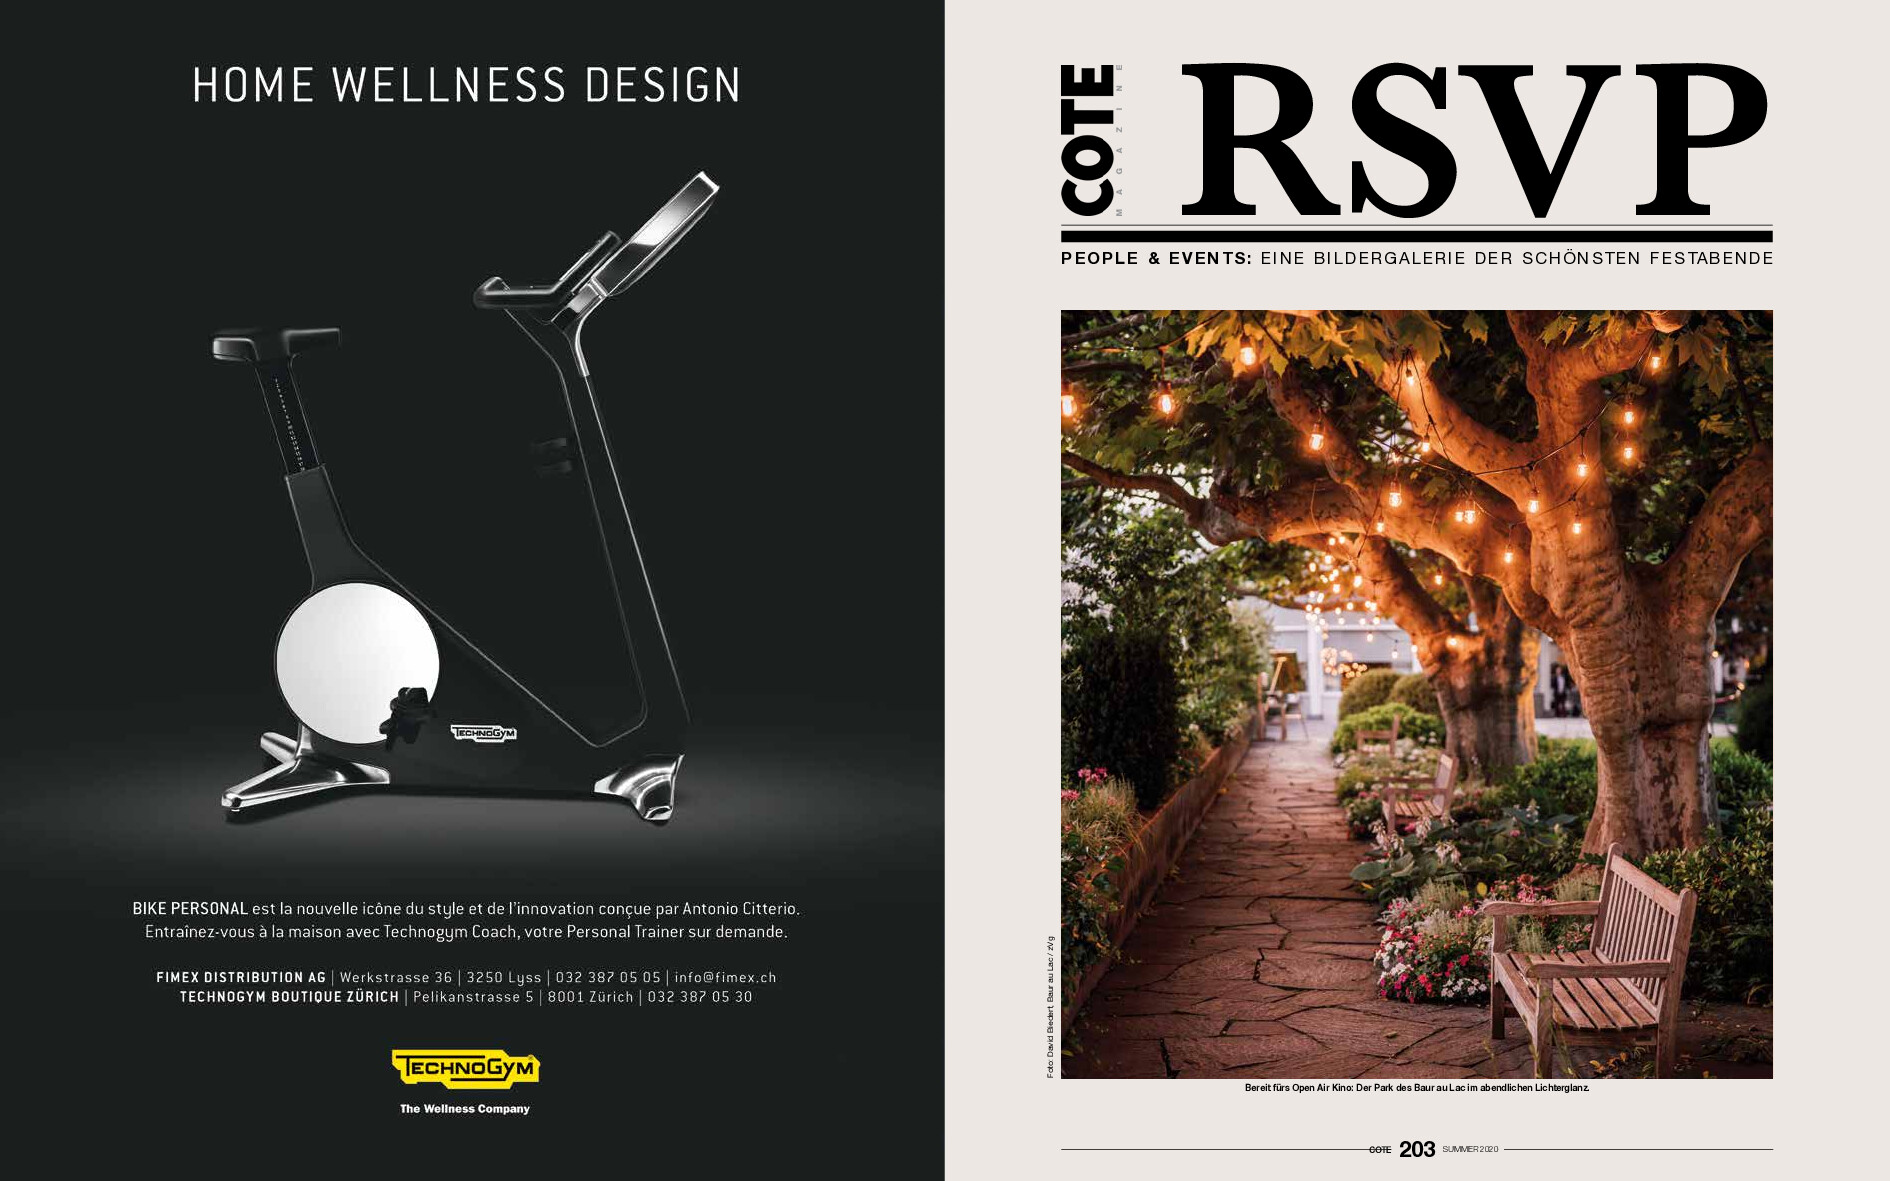 HOME WELLNESS DESIGN
TECHNOGYM
BIKE PERSONAL est la nouvelle icône du style et de l'innovation conçue par Antonio Citterio.
Entraînez-vous à la maison avec Technogym Coach, votre Personal Trainer sur demande.
FIMEX DISTRIBUTION AG | Werkstrasse 36 | 3250 Lyss | 032 387 05 05 | info@fimex.ch
TECHNOGYM BOUTIQUE ZÜRICH | Pelikanstrasse 5 | 8001 Zürich | 032 387 05 30
TECHNOGYM®
The Wellness Company
COTE
MAGAZINE
RSVP
PEOPLE & EVENTS: EINE BILDERGALERIE DER SCHÖNSTEN FESTABENDE
Foto: David Biedert, Baur au Lac / zVg
Bereit fürs Open Air Kino: Der Park des Baur au Lac im abendlichen Lichterglanz.
COTE 203 SUMMER 2020